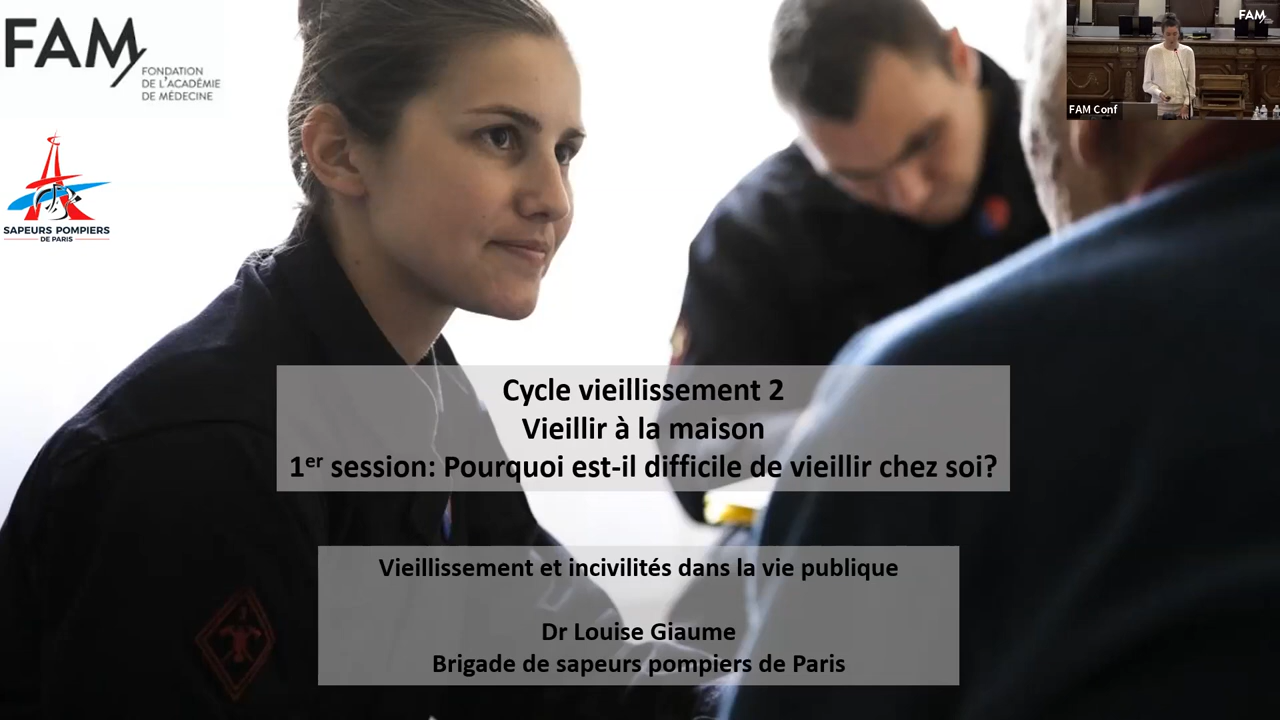 FAM
FONDATION
DE L'ACADÉMIE
DE MÉDECINE
FAM
FAM Conf
SAPEURS POMPIERS
DE PARIS
Cycle vieillissement 2
Vieillir à la maison
1er session: Pourquoi est-il difficile de vieillir chez soi?
Vieillissement et incivilités dans la vie publique
Dr Louise Giaume
Brigade de sapeurs pompiers de Paris